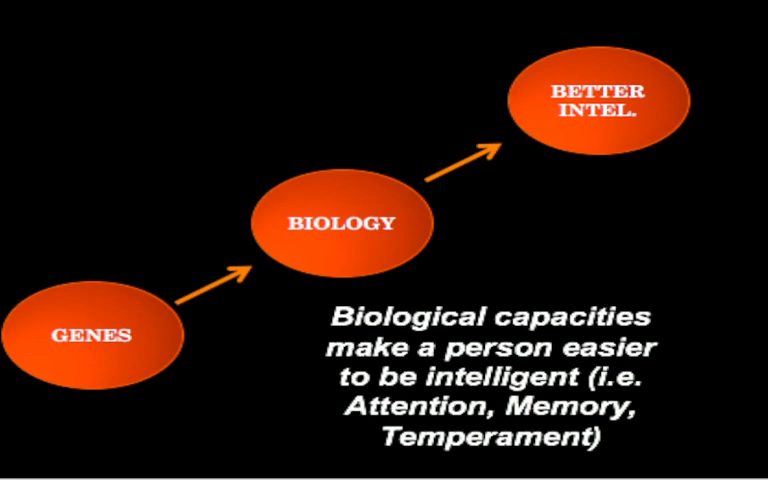 BETTER
INTEL.
BIOLOGY
GENES
Biological capacities
make a person easier
to be intelligent (i.e.
Attention, Memory,
Temperament)